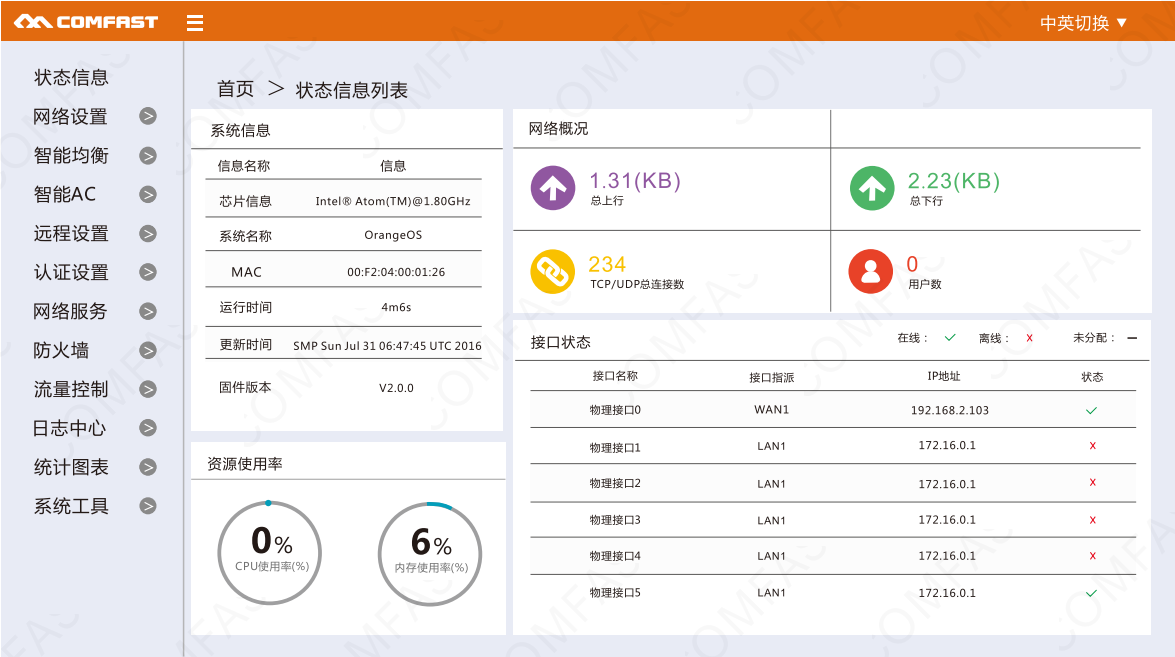 COMFAST
中英切换 ▼
状态信息
网络设置 >
智能均衡 >
智能AC >
远程设置 >
认证设置 >
网络服务 >
防火墙 >
流量控制 >
日志中心 >
统计图表 >
系统工具 >
首页 > 状态信息列表
系统信息
信息名称 信息
芯片信息 Intel® Atom(TM)@1.80GHz
系统名称 OrangeOS
MAC 00:F2:04:00:01:26
运行时间 4m6s
更新时间 SMP Sun Jul 31 06:47:45 UTC 2016
固件版本 V2.0.0
资源使用率
0%
CPU使用率(%)
6%
内存使用率(%)
网络概况
1.31(KB)
总上行
2.23(KB)
总下行
234
TCP/UDP总连接数
0
用户数
接口状态
在线： ✓ 离线： x 未分配： —
接口名称 接口指派 IP地址 状态
物理接口0 WAN1 192.168.2.103 ✓
物理接口1 LAN1 172.16.0.1 x
物理接口2 LAN1 172.16.0.1 x
物理接口3 LAN1 172.16.0.1 x
物理接口4 LAN1 172.16.0.1 x
物理接口5 LAN1 172.16.0.1 ✓